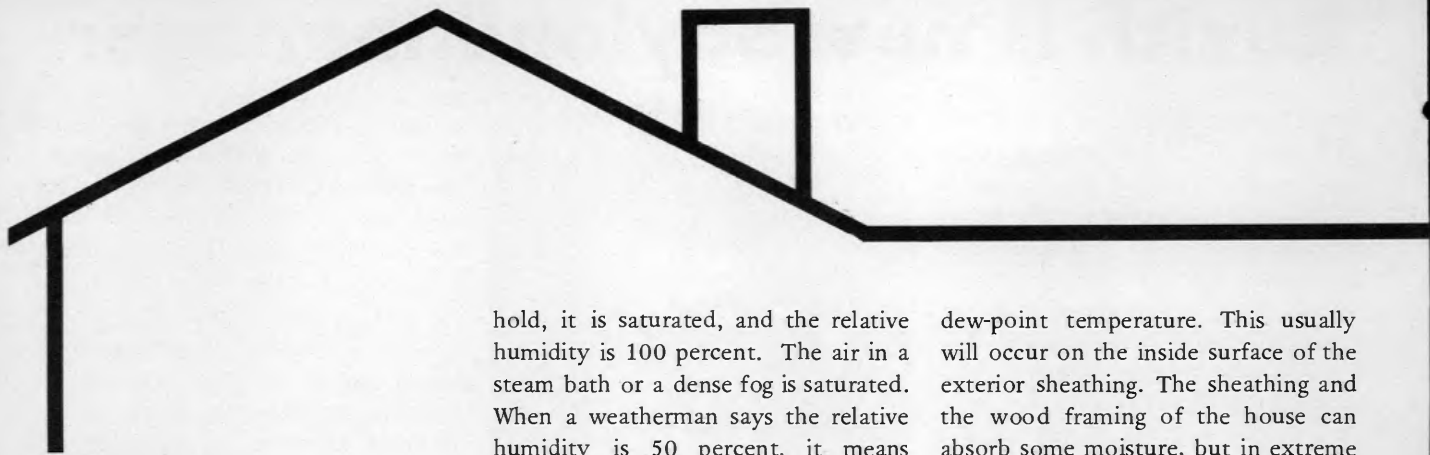 hold, it is saturated, and the relative
humidity is 100 percent. The air in a
steam bath or a dense fog is saturated.
When a weatherman says the relative
humidity is 50 percent, it means
dew-point temperature. This usually
will occur on the inside surface of the
exterior sheathing. The sheathing and
the wood framing of the house can
absorb some moisture, but in extreme